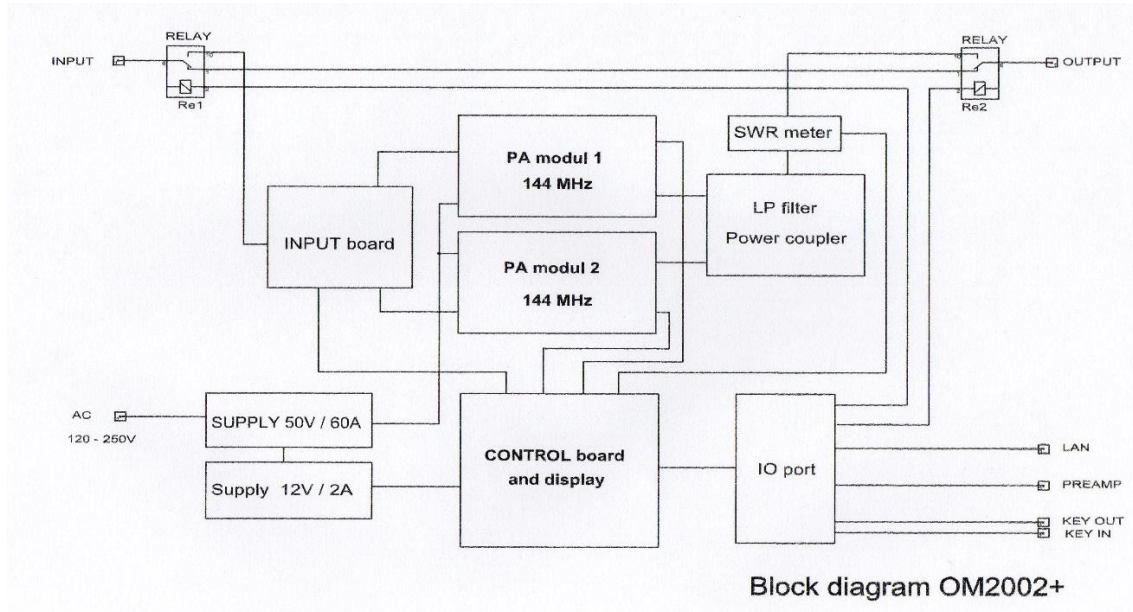 RELAY
RELAY
INPUT
OUTPUT
Re1
Re2
SWR meter
PA modul 1
144 MHz
LP filter
Power coupler
INPUT board
PA modul 2
144 MHz
AC
120 - 250V
SUPPLY 50V / 60A
Supply 12V / 2A
CONTROL board
and display
IO port
LAN
PREAMP
KEY OUT
KEY IN
Block diagram OM2002+